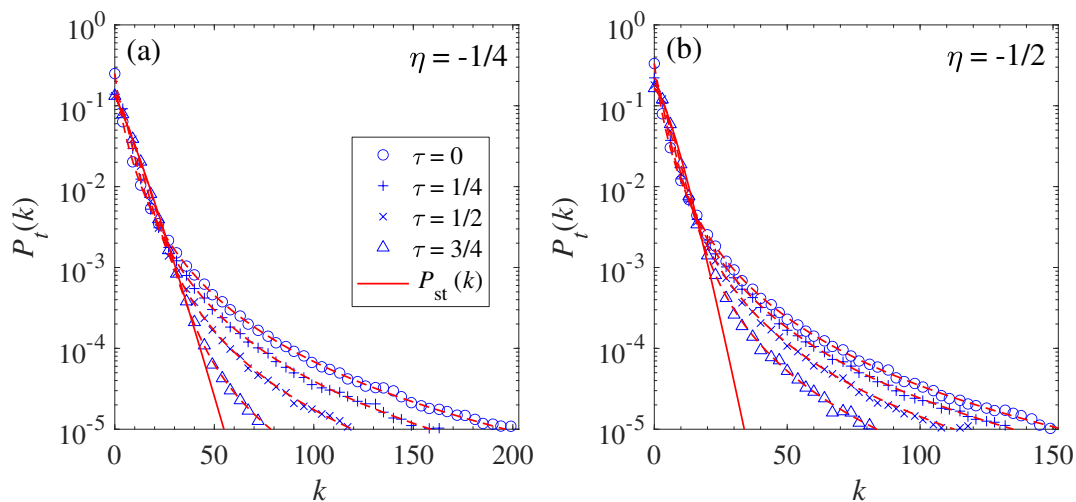 (a)
η = -1/4
P_t(k)
10^0
10^-1
10^-2
10^-3
10^-4
10^-5
0
50
100
150
200
k
τ = 0
τ = 1/4
τ = 1/2
τ = 3/4
P_st (k)
(b)
η = -1/2
P_t(k)
10^0
10^-1
10^-2
10^-3
10^-4
10^-5
0
50
100
150
k